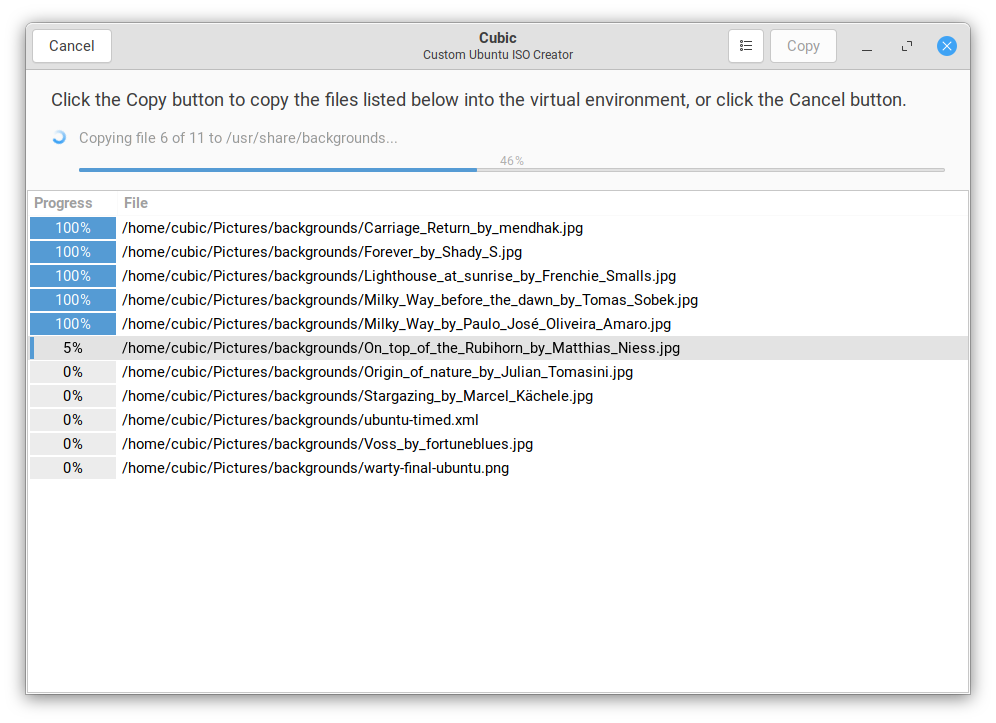 Cancel
Cubic
Custom Ubuntu ISO Creator
Copy
Click the Copy button to copy the files listed below into the virtual environment, or click the Cancel button.
Copying file 6 of 11 to /usr/share/backgrounds...
46%
Progress File
100% /home/cubic/Pictures/backgrounds/Carriage_Return_by_mendhak.jpg
100% /home/cubic/Pictures/backgrounds/Forever_by_Shady_S.jpg
100% /home/cubic/Pictures/backgrounds/Lighthouse_at_sunrise_by_Frenchie_Smalls.jpg
100% /home/cubic/Pictures/backgrounds/Milky_Way_before_the_dawn_by_Tomas_Sobek.jpg
100% /home/cubic/Pictures/backgrounds/Milky_Way_by_Paulo_José_Oliveira_Amaro.jpg
5% /home/cubic/Pictures/backgrounds/On_top_of_the_Rubihorn_by_Matthias_Niess.jpg
0% /home/cubic/Pictures/backgrounds/Origin_of_nature_by_Julian_Tomasini.jpg
0% /home/cubic/Pictures/backgrounds/Stargazing_by_Marcel_Kächele.jpg
0% /home/cubic/Pictures/backgrounds/ubuntu-timed.xml
0% /home/cubic/Pictures/backgrounds/Voss_by_fortuneblues.jpg
0% /home/cubic/Pictures/backgrounds/warty-final-ubuntu.png